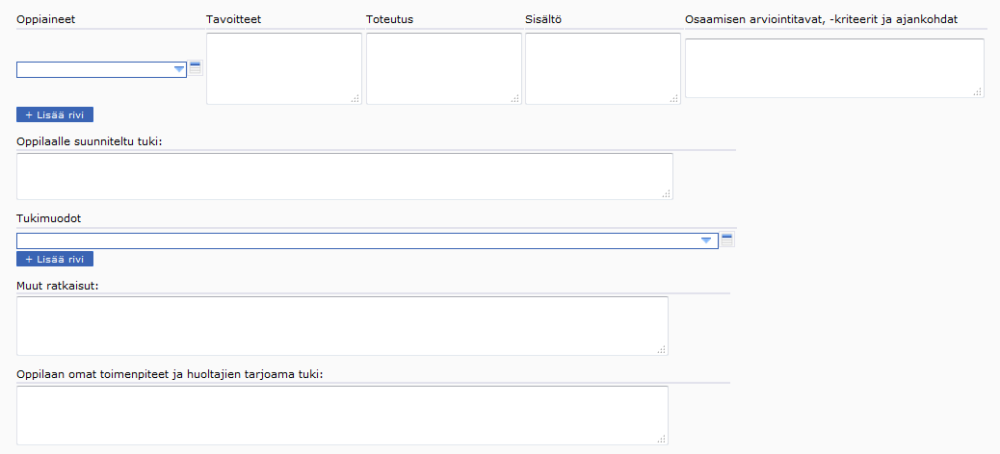 Oppiaineet Tavoitteet Toteutus Sisältö Osaamisen arviointitavat, -kriteerit ja ajankohdat
+ Lisää rivi
Oppilaalle suunniteltu tuki:
Tukimuodot
+ Lisää rivi
Muut ratkaisut:
Oppilaan omat toimenpiteet ja huoltajien tarjoama tuki: